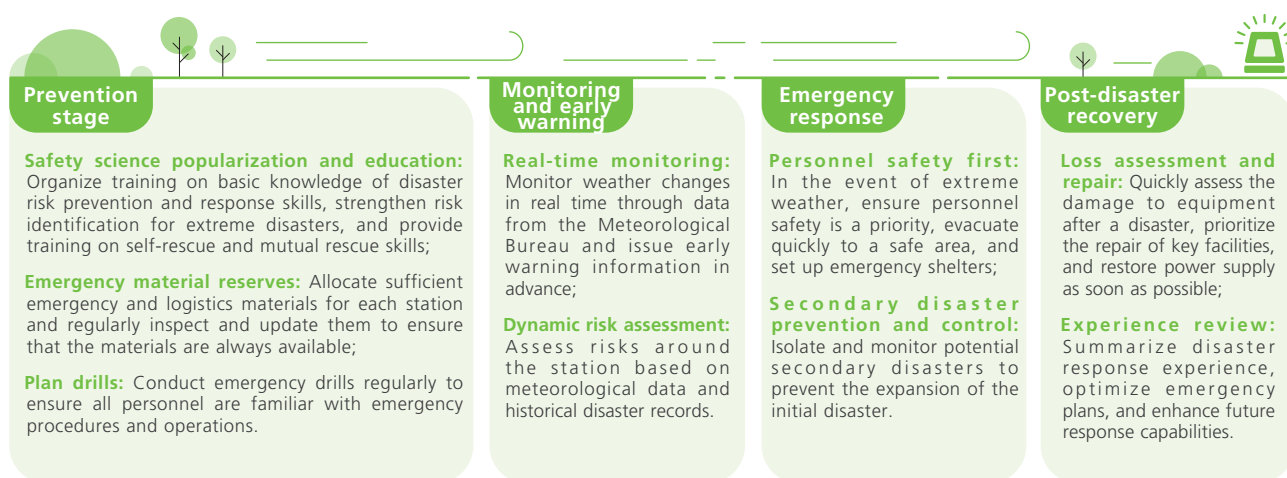 Prevention
stage
Safety science popularization and education:
Organize training on basic knowledge of disaster
risk prevention and response skills, strengthen risk
identification for extreme disasters, and provide
training on self-rescue and mutual rescue skills;
Emergency material reserves: Allocate sufficient
emergency and logistics materials for each station
and regularly inspect and update them to ensure
that the materials are always available;
Plan drills: Conduct emergency drills regularly to
ensure all personnel are familiar with emergency
procedures and operations.
Monitoring
and early
warning
Real-time monitoring:
Monitor weather changes
in real time through data
from the Meteorological
Bureau and issue early
warning information in
advance;
Dynamic risk assessment:
Assess risks around
the station based on
meteorological data and
historical disaster records.
Emergency
response
Personnel safety first:
In the event of extreme
weather, ensure personnel
safety is a priority, evacuate
quickly to a safe area, and
set up emergency shelters;
Secondary disaster
prevention and control:
Isolate and monitor potential
secondary disasters to
prevent the expansion of the
initial disaster.
Post-disaster
recovery
Loss assessment and
repair: Quickly assess the
damage to equipment
after a disaster, prioritize
the repair of key facilities,
and restore power supply
as soon as possible;
Experience review:
Summarize disaster
response experience,
optimize emergency
plans, and enhance future
response capabilities.